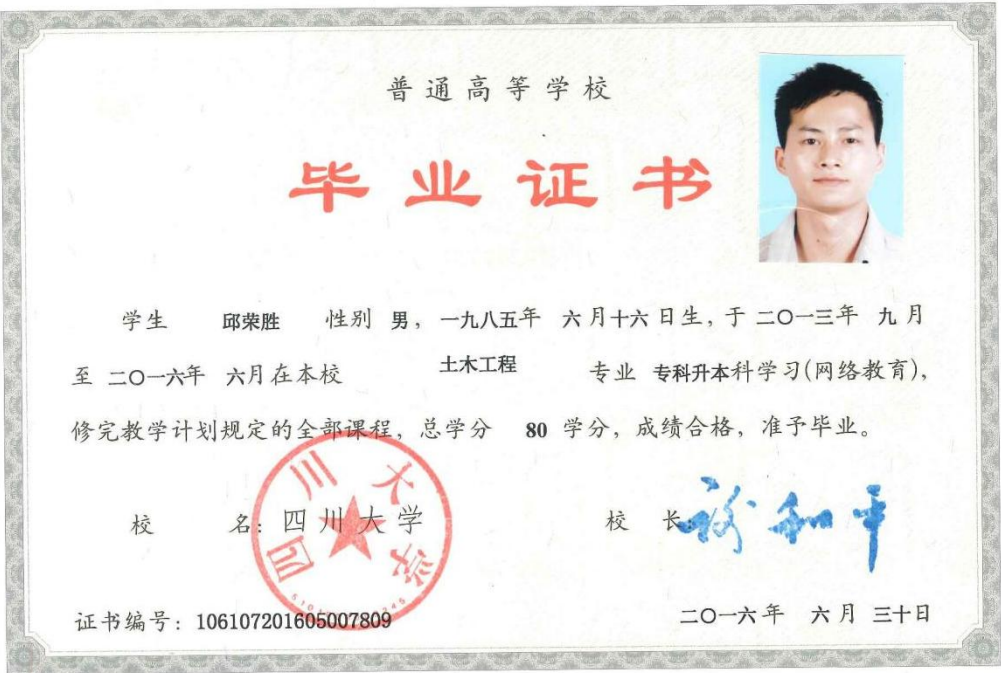 普通高等学校
毕业证书
学生 邱荣胜 性别 男，一九八五年 六月十六日生，于二〇一三年 九月
至 二〇一六年 六月在本校 土木工程 专业 专科升本科学习(网络教育)，
修完教学计划规定的全部课程，总学分 80 学分，成绩合格，准予毕业。
校 名：四川大学 校 长：谢和平
四川大学
证书编号：106107201605007809 二〇一六年 六月 三十日